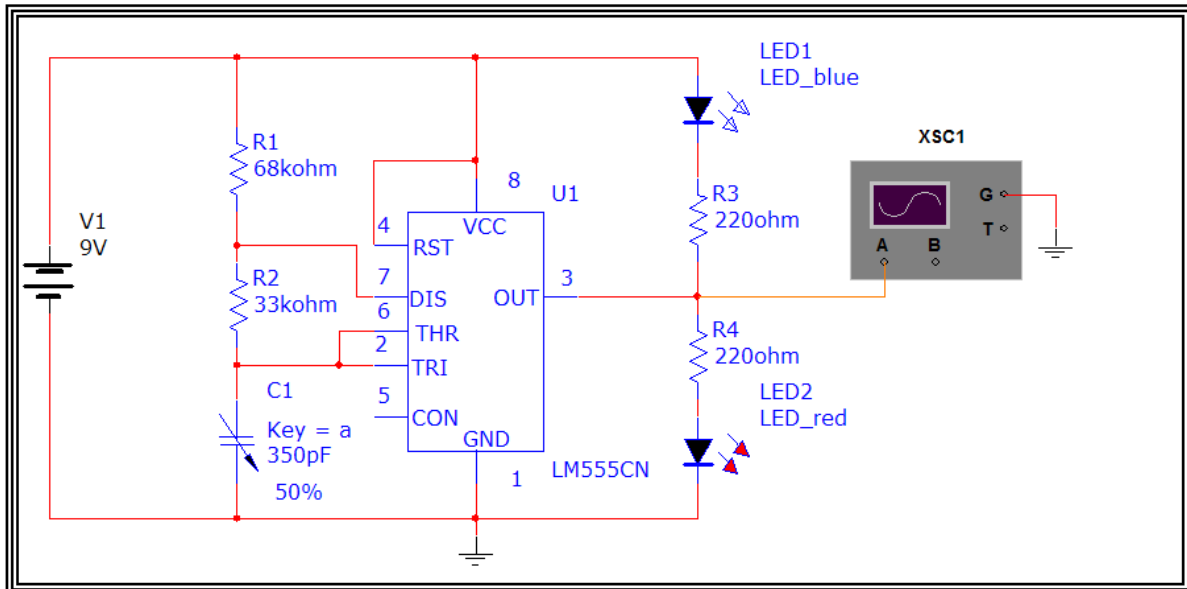 LED1
LED_blue
XSC1
R1
68kohm
8
U1
R3
220ohm
G
V1
9V
4
VCC
RST
T
A
B
R2
33kohm
7
3
DIS
OUT
6
THR
R4
220ohm
2
TRI
C1
5
LED2
LED_red
CON
Key = a
350pF
GND
50%
1
LM555CN